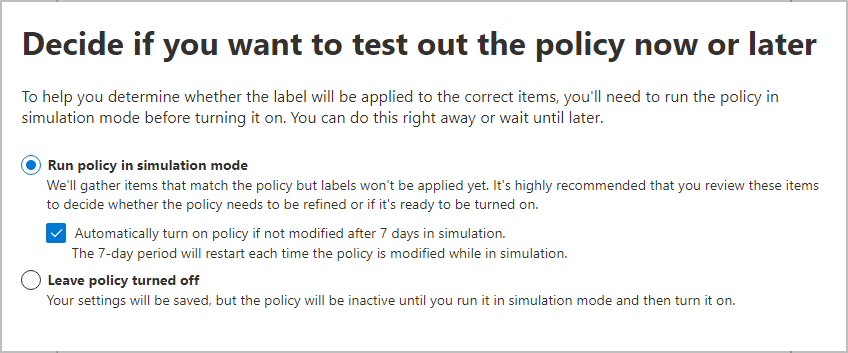 Decide if you want to test out the policy now or later
To help you determine whether the label will be applied to the correct items, you'll need to run the policy in
simulation mode before turning it on. You can do this right away or wait until later.
Run policy in simulation mode
We'll gather items that match the policy but labels won't be applied yet. It's highly recommended that you review these items
to decide whether the policy needs to be refined or if it's ready to be turned on.
Automatically turn on policy if not modified after 7 days in simulation.
The 7-day period will restart each time the policy is modified while in simulation.
Leave policy turned off
Your settings will be saved, but the policy will be inactive until you run it in simulation mode and then turn it on.